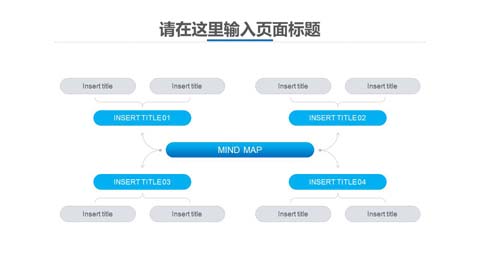 请在这里输入页面标题
Insert title Insert title Insert title Insert title
INSERT TITLE 01 INSERT TITLE 02
MIND MAP
INSERT TITLE 03 INSERT TITLE 04
Insert title Insert title Insert title Insert title